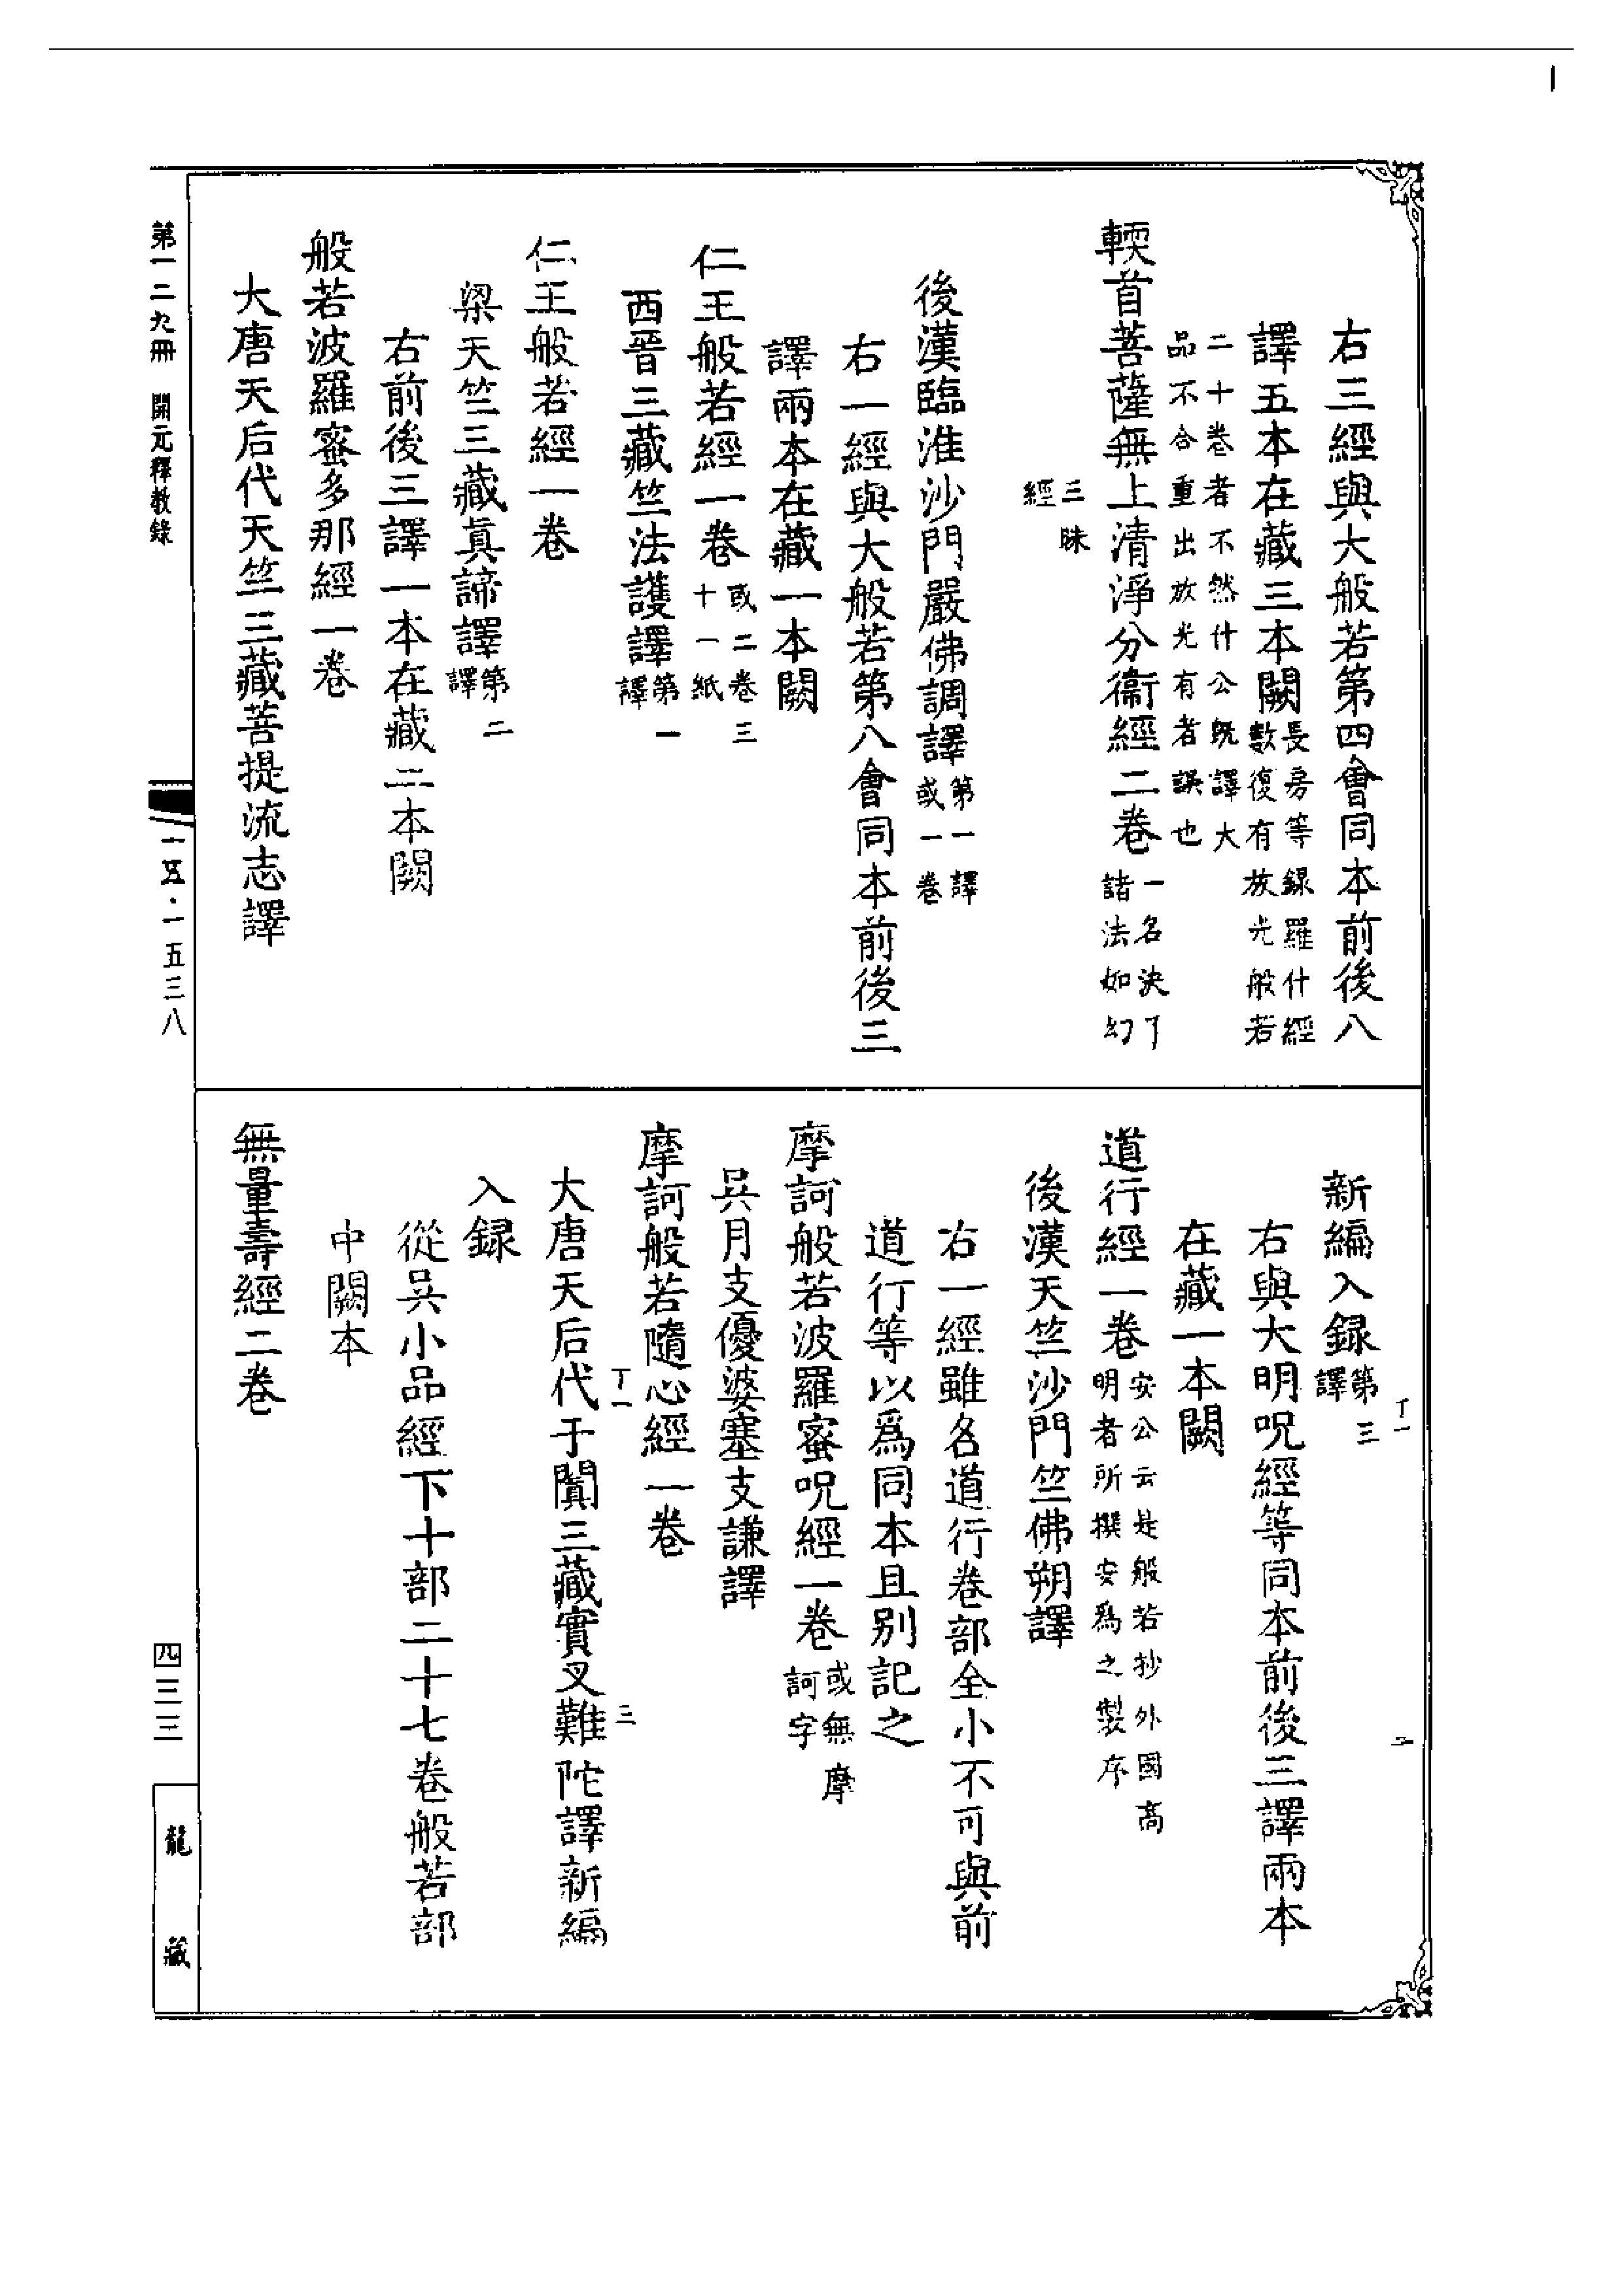 右三經與大般若第四會同本前後八
譯五本在藏三本闕長房等錄羅什經
數復有放光般若
二十卷者不然什公既譯大
品不合重出放光有者誤也
輭首菩薩無上清淨分衞經二卷一名決了
諸法如幻
三昧
經
後漢臨淮沙門嚴佛調譯第一譯
或一卷
右一經與大般若第八會同本前後三
譯兩本在藏一本闕
仁王般若經一卷或二卷三
十一紙
西晉三藏竺法護譯第一
譯
仁王般若經一卷
梁天竺三藏真諦譯第二
譯
右前後三譯一本在藏二本闕
般若波羅蜜多那經一卷
大唐天后代天竺三藏菩提流志譯
第一二九冊 開元釋教錄
一五·一五三八
丁一
二
新編入録第三
譯
右與大明呪經等同本前後三譯兩本
在藏一本闕
道行經一卷安公云是般若抄外國高
明者所撰安爲之製序
後漢天竺沙門竺佛朔譯
右一經雖名道行卷部全小不可與前
道行等以爲同本且别記之
摩訶般若波羅蜜呪經一卷或無摩
訶字
吳月支優婆塞支謙譯
摩訶般若隨心經一卷
丁一
三
大唐天后代于闐三藏實叉難陀譯新編
入録
從吳小品經下十部二十七卷般若部
中闕本
無量壽經二卷
四三三
龍藏